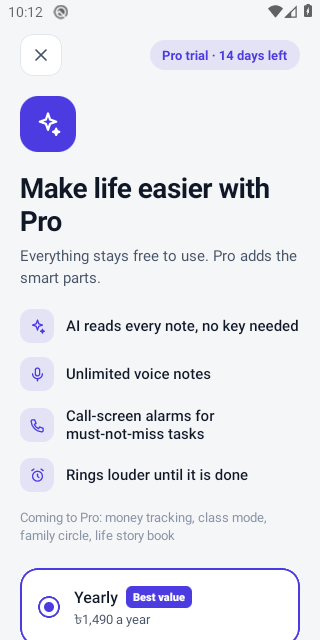 10:12
Pro trial · 14 days left
Make life easier with
Pro
Everything stays free to use. Pro adds the
smart parts.
AI reads every note, no key needed
Unlimited voice notes
Call-screen alarms for
must-not-miss tasks
Rings louder until it is done
Coming to Pro: money tracking, class mode,
family circle, life story book
Yearly Best value
৳1,490 a year